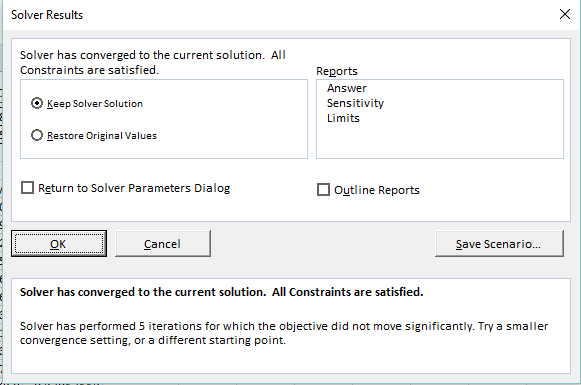 Solver Results
Solver has converged to the current solution.  All
Constraints are satisfied.
Reports
Answer
Sensitivity
Limits
Keep Solver Solution
Restore Original Values
Return to Solver Parameters Dialog
Outline Reports
OK
Cancel
Save Scenario...
Solver has converged to the current solution.  All Constraints are satisfied.
Solver has performed 5 iterations for which the objective did not move significantly. Try a smaller
convergence setting, or a different starting point.